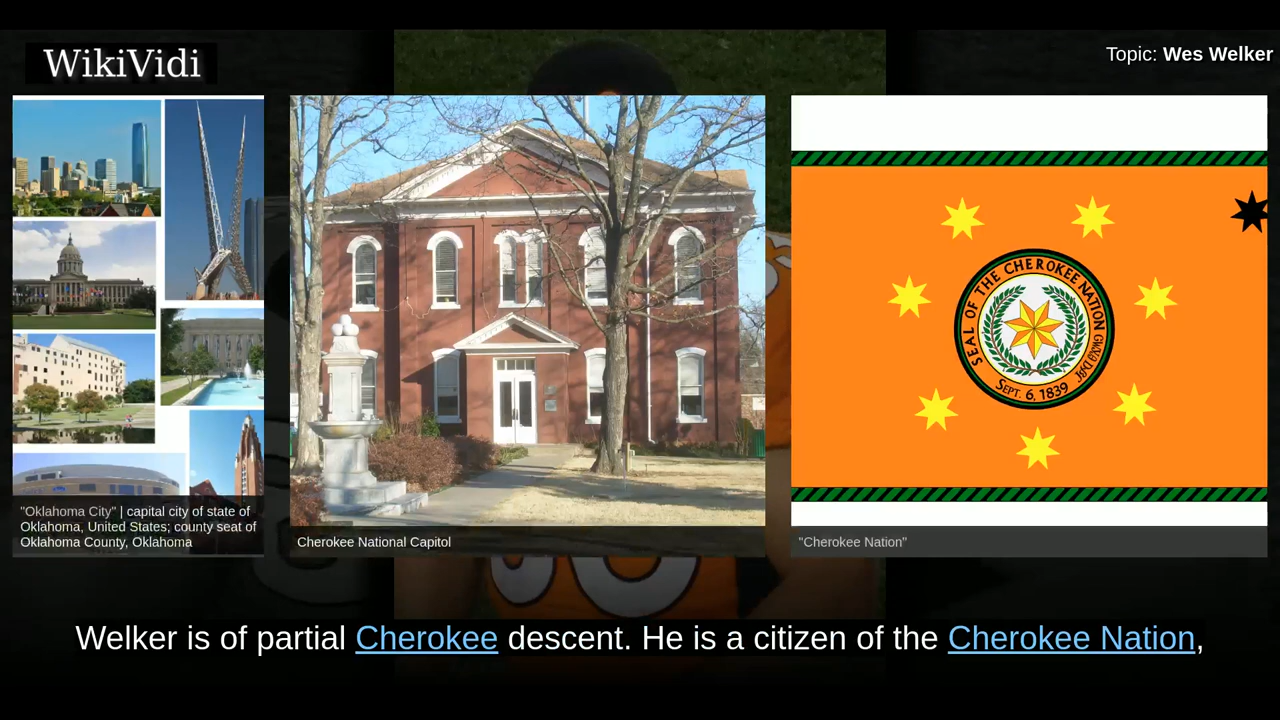 WikiVidi
Topic: Wes Welker
"Oklahoma City" | capital city of state of
Oklahoma, United States; county seat of
Oklahoma County, Oklahoma
Cherokee National Capitol
SEAL OF THE CHEROKEE NATION
SEPT. 6, 1839
"Cherokee Nation"
Welker is of partial Cherokee descent. He is a citizen of the Cherokee Nation,